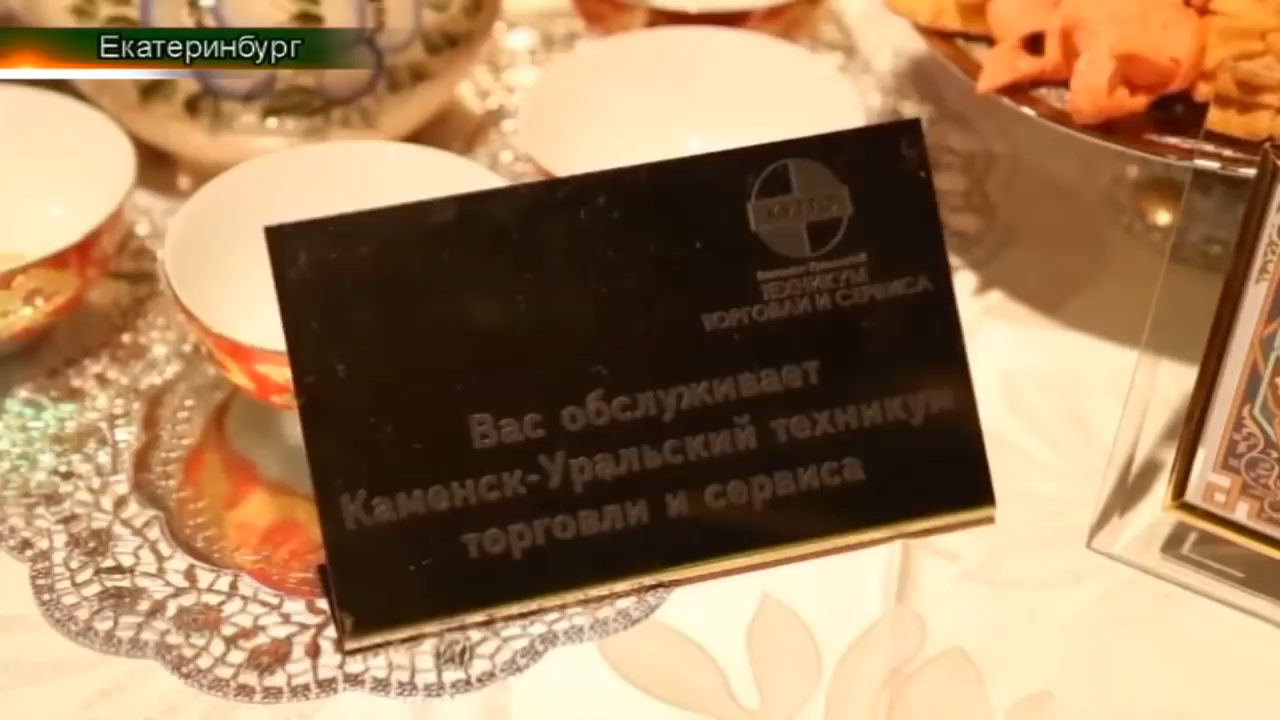 Екатеринбург
ТЕХНИКУМ
ТОРГОВЛИ И СЕРВИСА
Вас обслуживает
Каменск-Уральский техникум
торговли и сервиса